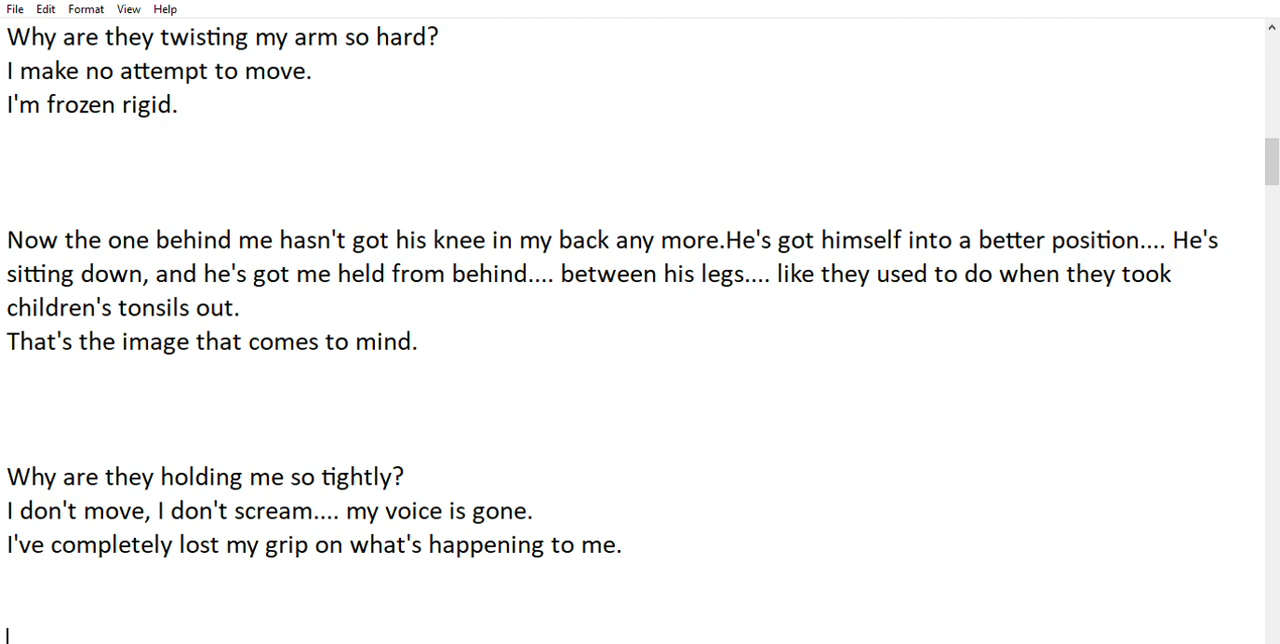 File Edit Format View Help
Why are they twisting my arm so hard?
I make no attempt to move.
I'm frozen rigid.
Now the one behind me hasn't got his knee in my back any more.He's got himself into a better position.... He's
sitting down, and he's got me held from behind.... between his legs.... like they used to do when they took
children's tonsils out.
That's the image that comes to mind.
Why are they holding me so tightly?
I don't move, I don't scream.... my voice is gone.
I've completely lost my grip on what's happening to me.